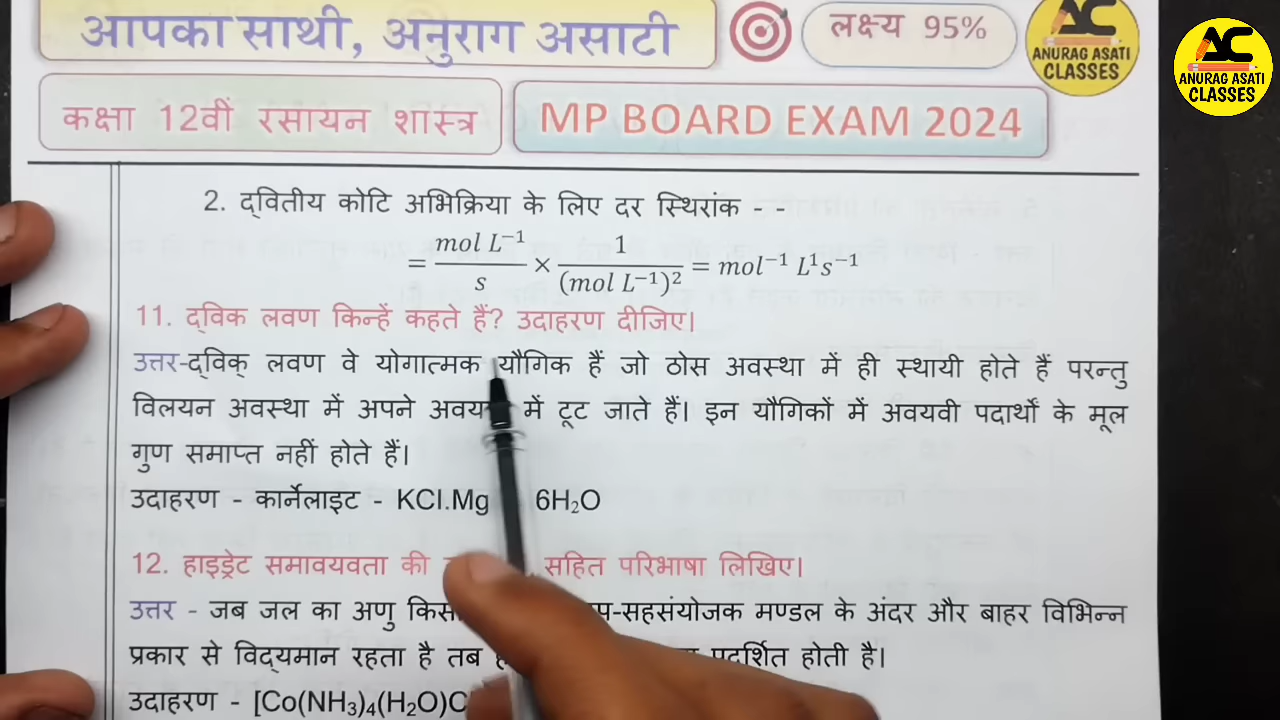 आपका साथी, अनुराग असाटी
लक्ष्य 95%
AC
ANURAG ASATI
CLASSES
AC
ANURAG ASATI
CLASSES
कक्षा 12वीं रसायन शास्त्र
MP BOARD EXAM 2024
2. द्वितीय कोटि अभिक्रिया के लिए दर स्थिरांक - -
= mol L⁻¹ / s × 1 / (mol L⁻¹)² = mol⁻¹ L¹s⁻¹
11. द्विक लवण किन्हें कहते हैं? उदाहरण दीजिए।
उत्तर-द्विक् लवण वे योगात्मक यौगिक हैं जो ठोस अवस्था में ही स्थायी होते हैं परन्तु
विलयन अवस्था में अपने में टूट जाते हैं। इन यौगिकों में अवयवी पदार्थों के मूल
गुण समाप्त नहीं होते हैं।
उदाहरण - कार्नेलाइट - KCl.Mg 6H₂O
12. हाइड्रेट समावयवता की सहित परिभाषा लिखिए।
उत्तर - जब जल का अणु मण्डल के अंदर और बाहर विभिन्न
प्रकार से विद्यमान रहता है तब प्रदर्शित होती है।
उदाहरण - [Co(NH₃)₄(H₂O)C